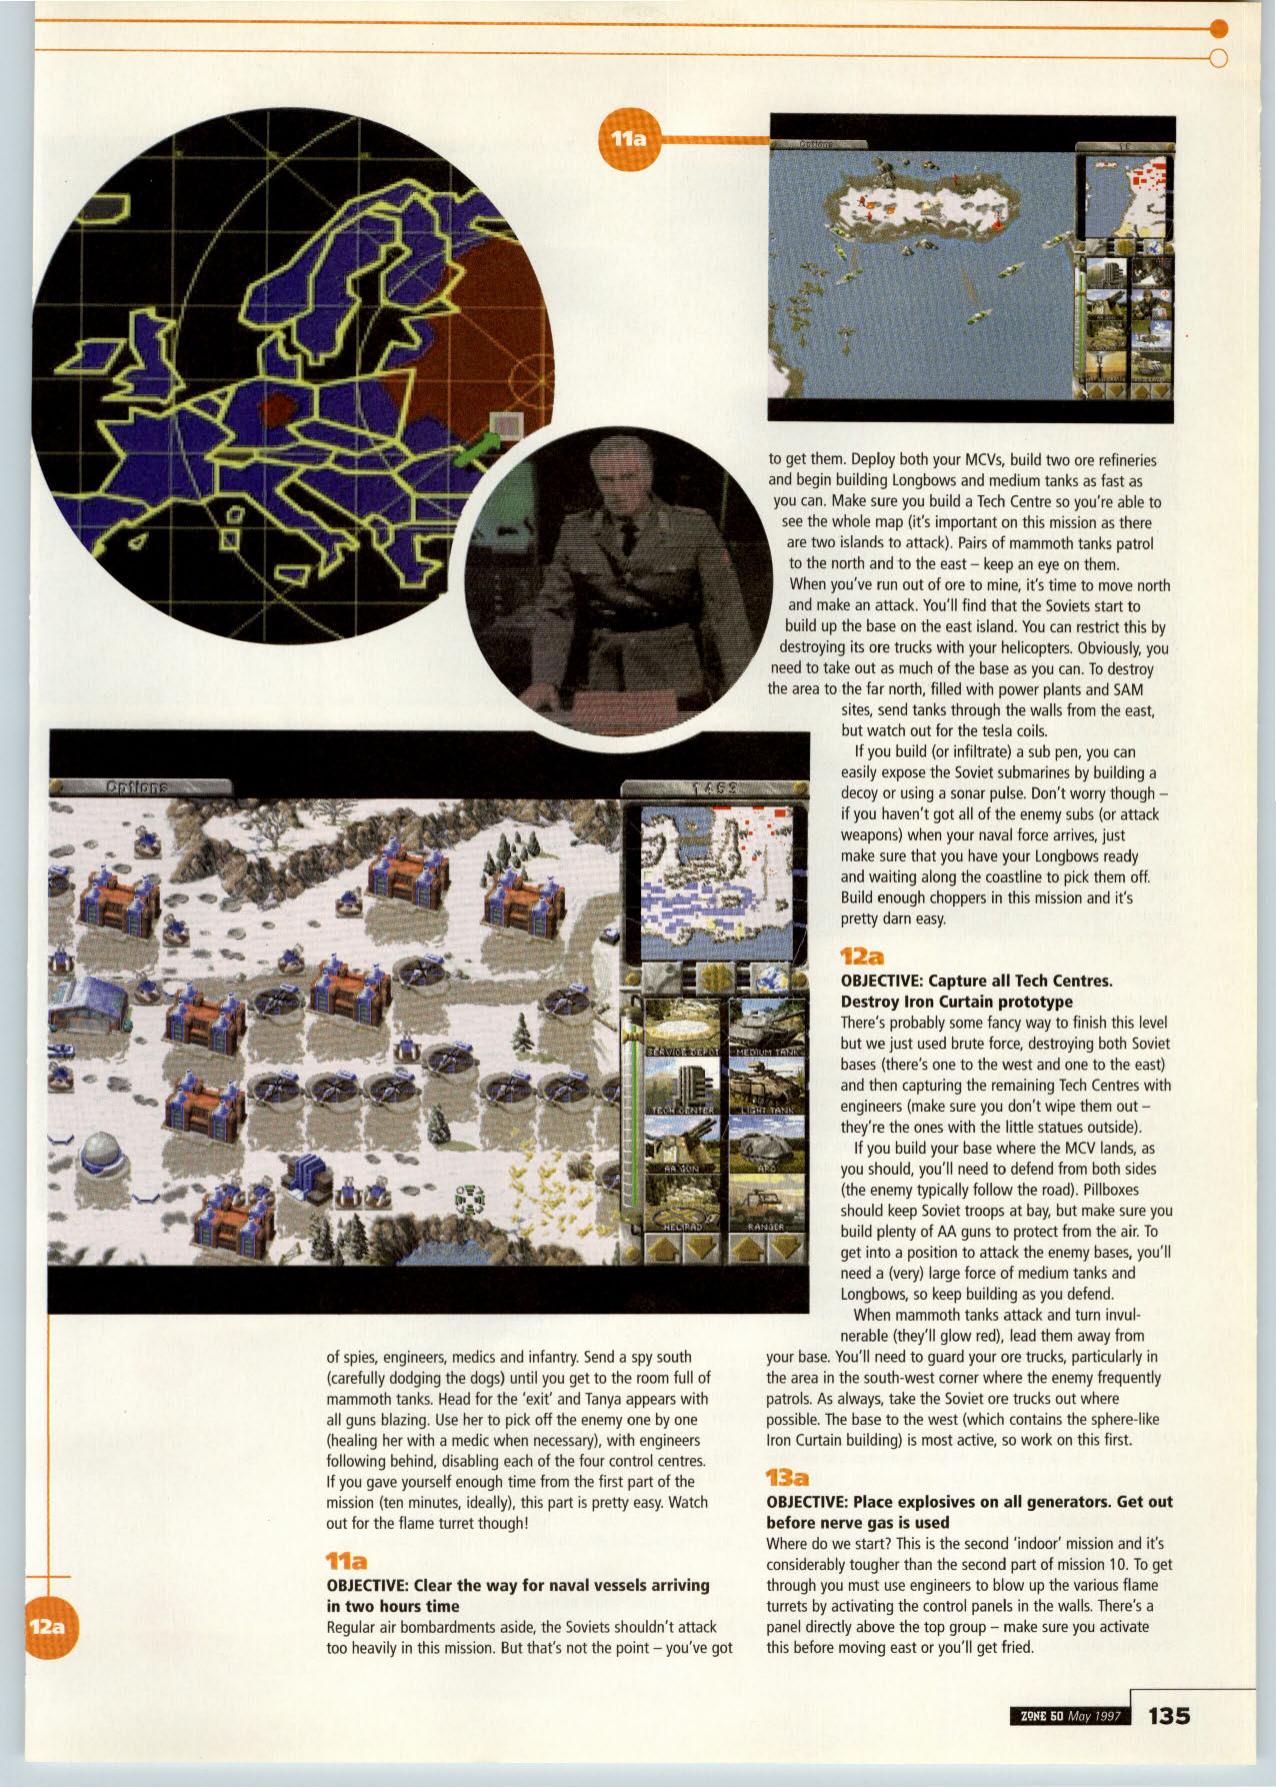 11a
Options
of spies, engineers, medics and infantry. Send a spy south
(carefully dodging the dogs) until you get to the room full of
mammoth tanks. Head for the 'exit' and Tanya appears with
all guns blazing. Use her to pick off the enemy one by one
(healing her with a medic when necessary), with engineers
following behind, disabling each of the four control centres.
If you gave yourself enough time from the first part of the
mission (ten minutes, ideally), this part is pretty easy. Watch
out for the flame turret though!
11a
OBJECTIVE: Clear the way for naval vessels arriving
in two hours time
Regular air bombardments aside, the Soviets shouldn't attack
too heavily in this mission. But that's not the point – you've got
to get them. Deploy both your MCVs, build two ore refineries
and begin building Longbows and medium tanks as fast as
you can. Make sure you build a Tech Centre so you're able to
see the whole map (it's important on this mission as there
are two islands to attack). Pairs of mammoth tanks patrol
to the north and to the east – keep an eye on them.
When you've run out of ore to mine, it's time to move north
and make an attack. You'll find that the Soviets start to
build up the base on the east island. You can restrict this by
destroying its ore trucks with your helicopters. Obviously, you
need to take out as much of the base as you can. To destroy
the area to the far north, filled with power plants and SAM
sites, send tanks through the walls from the east,
but watch out for the tesla coils.
If you build (or infiltrate) a sub pen, you can
easily expose the Soviet submarines by building a
decoy or using a sonar pulse. Don't worry though –
if you haven't got all of the enemy subs (or attack
weapons) when your naval force arrives, just
make sure that you have your Longbows ready
and waiting along the coastline to pick them off.
Build enough choppers in this mission and it's
pretty darn easy.
12a
OBJECTIVE: Capture all Tech Centres.
Destroy Iron Curtain prototype
There's probably some fancy way to finish this level
but we just used brute force, destroying both Soviet
bases (there's one to the west and one to the east)
and then capturing the remaining Tech Centres with
engineers (make sure you don't wipe them out –
they're the ones with the little statues outside).
If you build your base where the MCV lands, as
you should, you'll need to defend from both sides
(the enemy typically follow the road). Pillboxes
should keep Soviet troops at bay, but make sure you
build plenty of AA guns to protect from the air. To
get into a position to attack the enemy bases, you'll
need a (very) large force of medium tanks and
Longbows, so keep building as you defend.
When mammoth tanks attack and turn invul-
nerable (they'll glow red), lead them away from
your base. You'll need to guard your ore trucks, particularly in
the area in the south-west corner where the enemy frequently
patrols. As always, take the Soviet ore trucks out where
possible. The base to the west (which contains the sphere-like
Iron Curtain building) is most active, so work on this first.
13a
OBJECTIVE: Place explosives on all generators. Get out
before nerve gas is used
Where do we start? This is the second 'indoor' mission and it's
considerably tougher than the second part of mission 10. To get
through you must use engineers to blow up the various flame
turrets by activating the control panels in the walls. There's a
panel directly above the top group – make sure you activate
this before moving east or you'll get fried.
Options
SERVICE DEPOT
MEDIUM TANK
TECH CENTER
LIGHT TANK
AA GUN
APC
HELIPAD
RANGER
12a
ZONE 50 May 1997
135